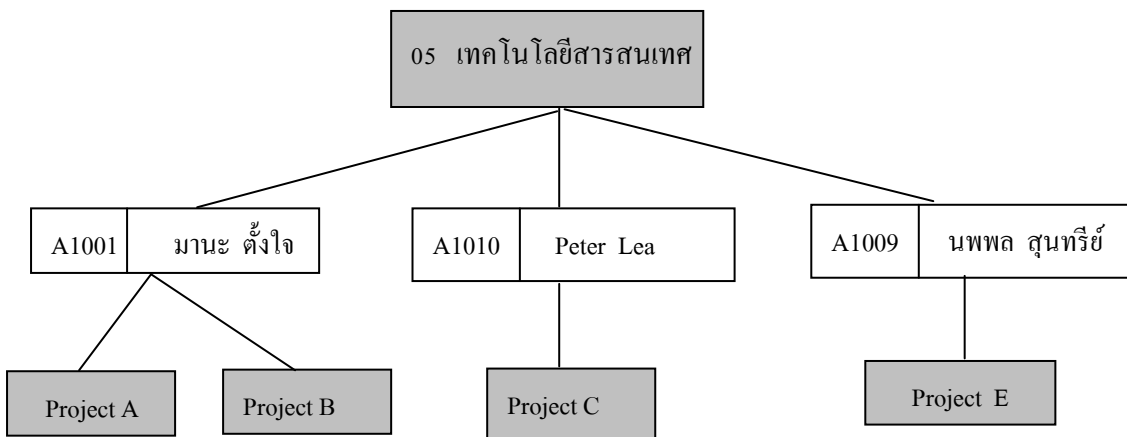 05 เทคโนโลยีสารสนเทศ
A1001 มานะ ตั้งใจ
A1010 Peter Lea
A1009 นพพล สุนทรีย์
Project A
Project B
Project C
Project E